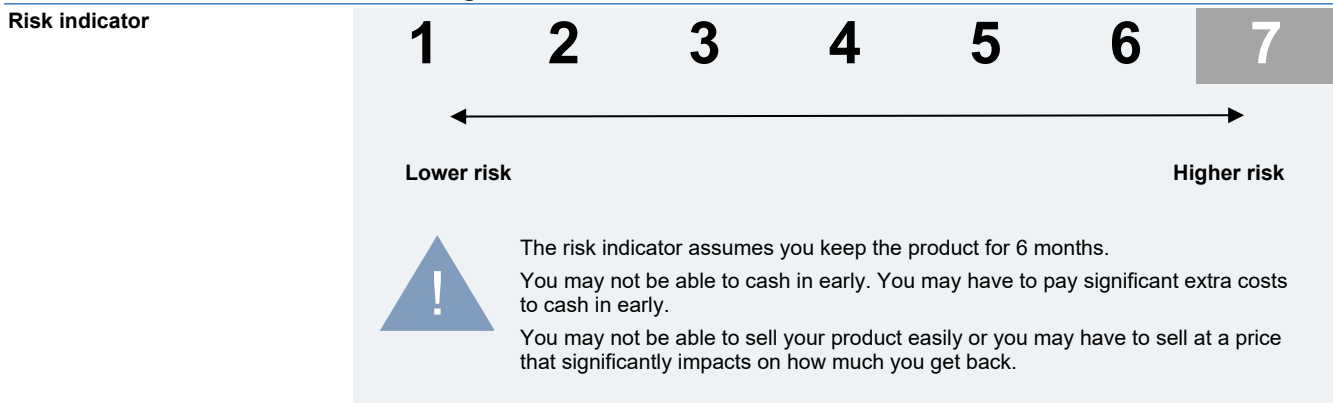 Risk indicator
1 2 3 4 5 6 7
Lower risk Higher risk
!
The risk indicator assumes you keep the product for 6 months.
You may not be able to cash in early. You may have to pay significant extra costs
to cash in early.
You may not be able to sell your product easily or you may have to sell at a price
that significantly impacts on how much you get back.